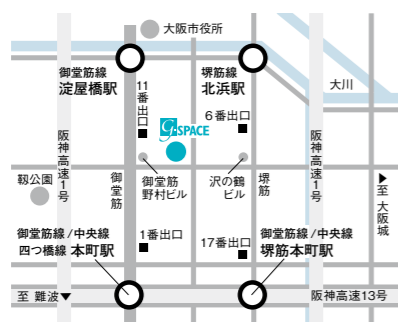 大阪市役所
御堂筋線
淀屋橋駅
堺筋線
北浜駅
大川
11番出口
G-SPACE
6番出口
阪神高速1号
阪神高速1号
靱公園
御堂筋
御堂筋
野村ビル
沢の鶴
ビル
堺筋
▶至 大阪城
御堂筋線/中央線
四つ橋線 本町駅
1番出口
17番出口
御堂筋線/中央線
堺筋本町駅
至 難波▼
阪神高速13号